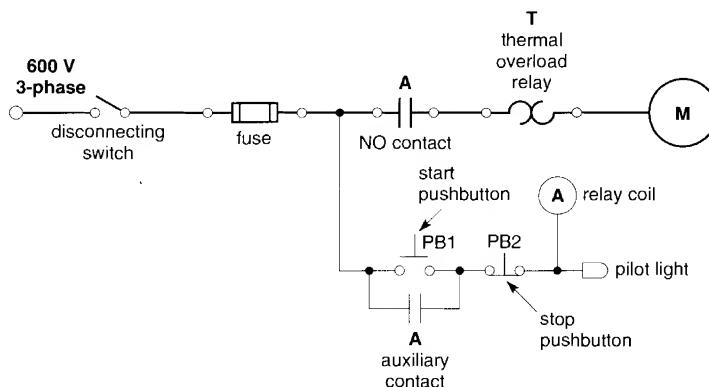 T
thermal
overload
relay
600 V
3-phase
A
M
disconnecting
switch
fuse
NO contact
start
pushbutton
A
relay coil
PB1
PB2
pilot light
stop
pushbutton
A
auxiliary
contact